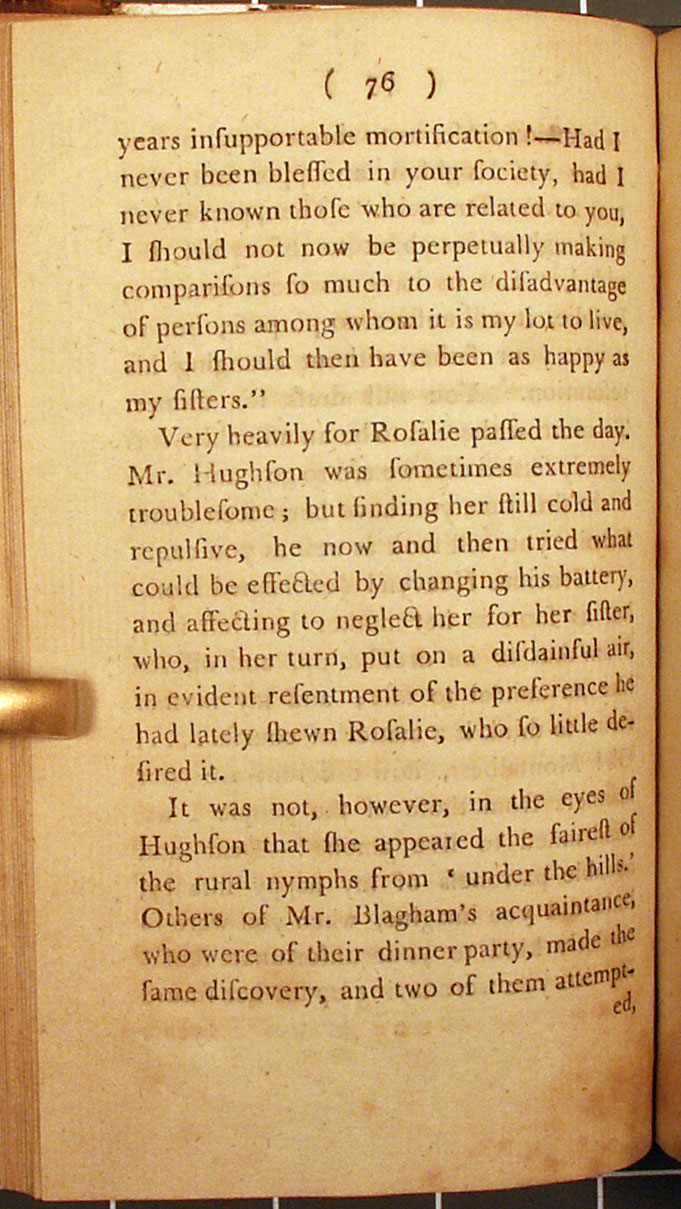 ( 76 )
years inſupportable mortification !—Had I
never been bleſſed in your ſociety, had I
never known thoſe who are related to you,
I ſhould not now be perpetually making
compariſons ſo much to the diſadvantage
of perſons among whom it is my lot to live,
and I ſhould then have been as happy as
my ſiſters.”
Very heavily for Roſalie paſſed the day.
Mr. Hughſon was ſometimes extremely
troubleſome ; but finding her ſtill cold and
repulſive, he now and then tried what
could be effected by changing his battery,
and affecting to neglect her for her ſiſter,
who, in her turn, put on a diſdainful air,
in evident reſentment of the preference he
had lately ſhewn Roſalie, who ſo little de-
ſired it.
It was not, however, in the eyes of
Hughſon that ſhe appeared the faireſt of
the rural nymphs from ‘ under the hills.’
Others of Mr. Blagham’s acquaintance,
who were of their dinner party, made the
ſame diſcovery, and two of them attempt-
ed,